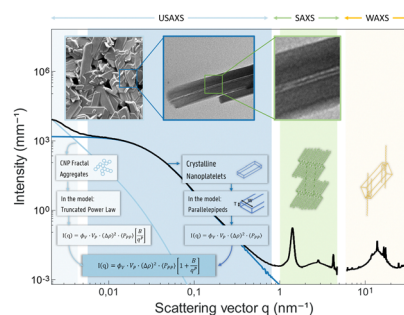 USAXS
SAXS
WAXS
Intensity (mm⁻¹)
10⁶
10³
10⁰
10⁻³
CNP Fractal
Aggregates
In the model:
Truncated Power Law
Crystalline
Nanoplatelets
In the model:
Parallelepipeds
0,01
0,1
1
10
Scattering vector q (nm⁻¹)